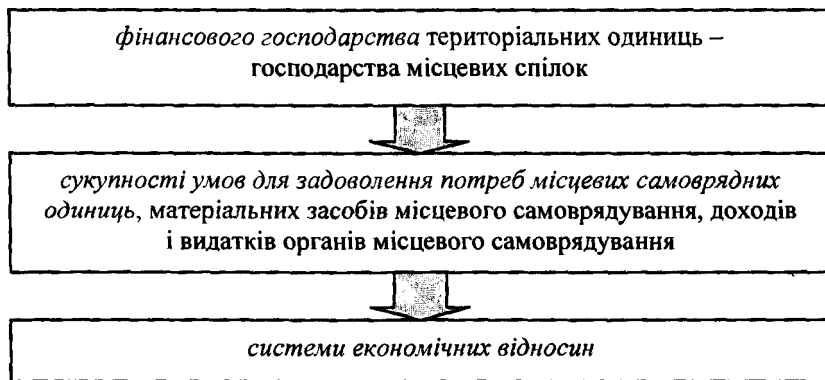 фінансового господарства територіальних одиниць –
господарства місцевих спілок
сукупності умов для задоволення потреб місцевих самоврядних
одиниць, матеріальних засобів місцевого самоврядування, доходів
і видатків органів місцевого самоврядування
системи економічних відносин